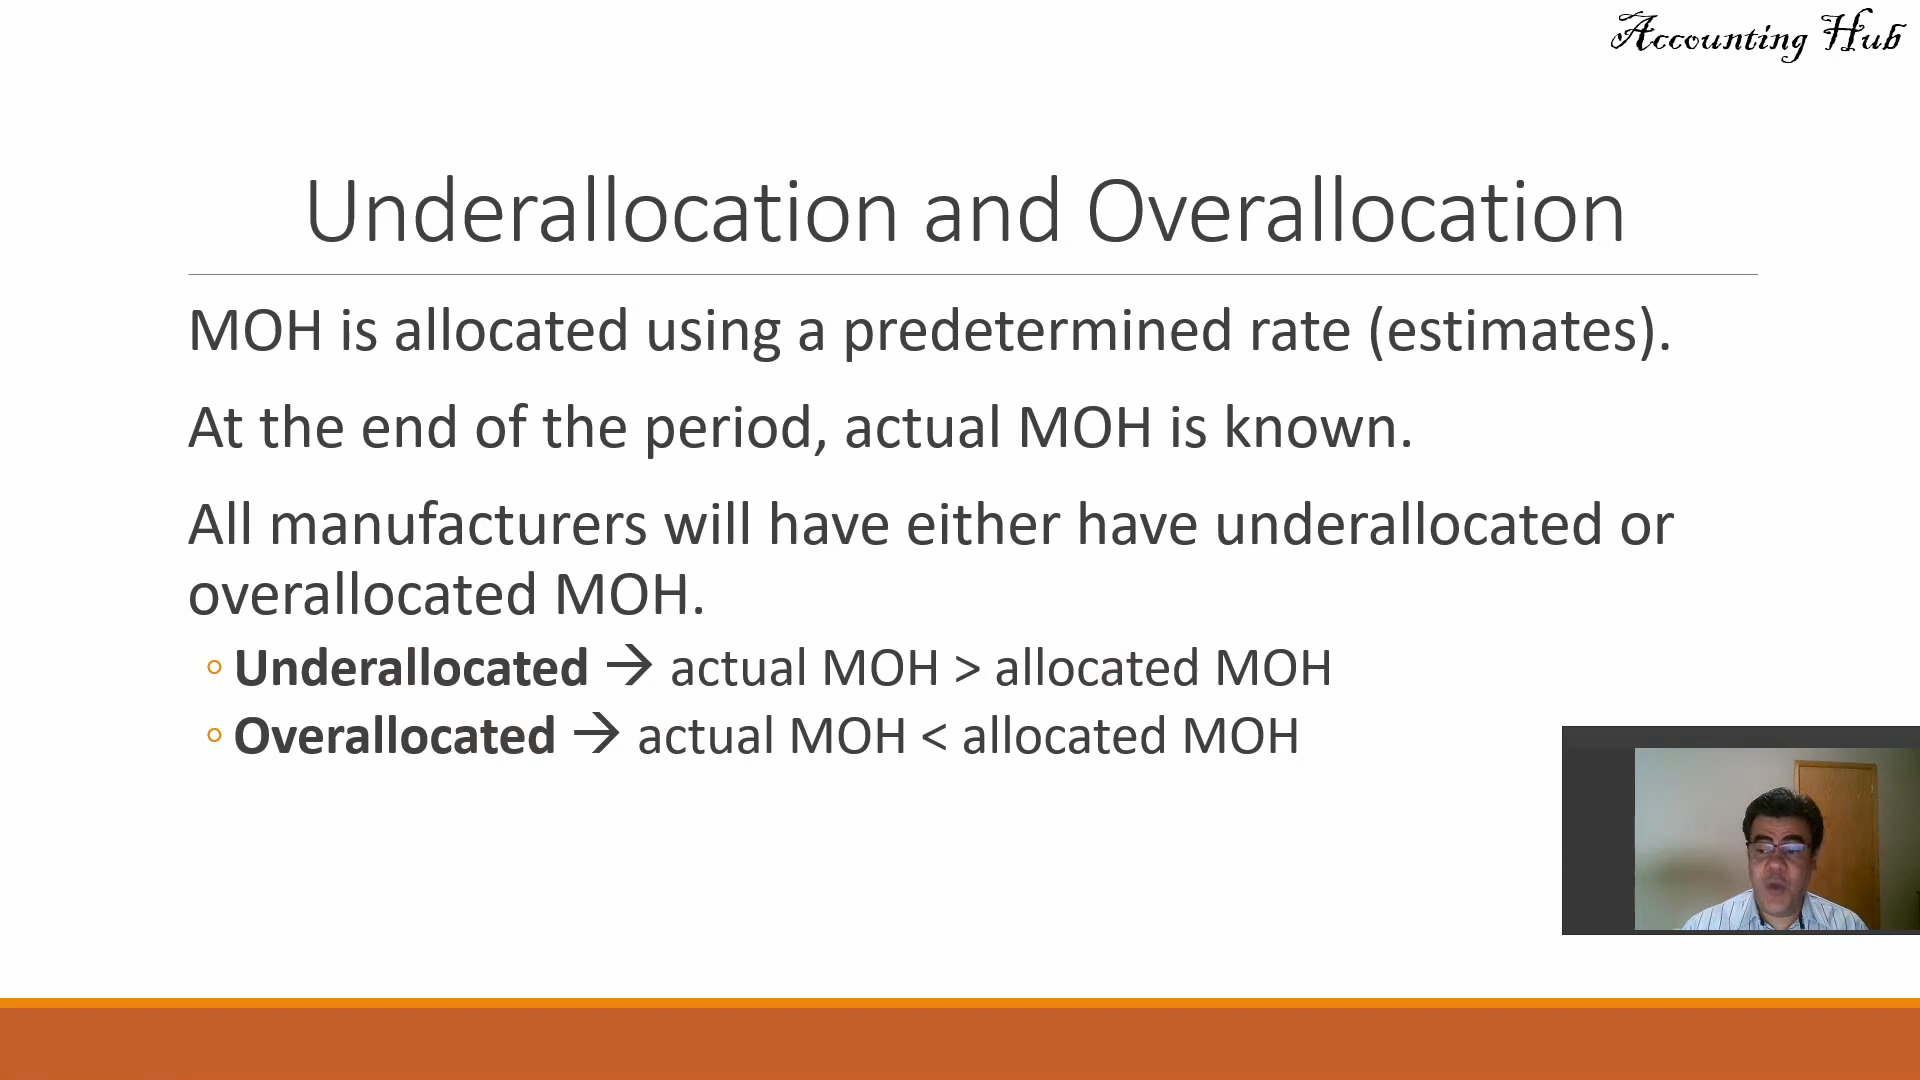 Accounting Hub
Underallocation and Overallocation
MOH is allocated using a predetermined rate (estimates).
At the end of the period, actual MOH is known.
All manufacturers will have either have underallocated or
overallocated MOH.
◦ Underallocated → actual MOH > allocated MOH
◦ Overallocated → actual MOH < allocated MOH